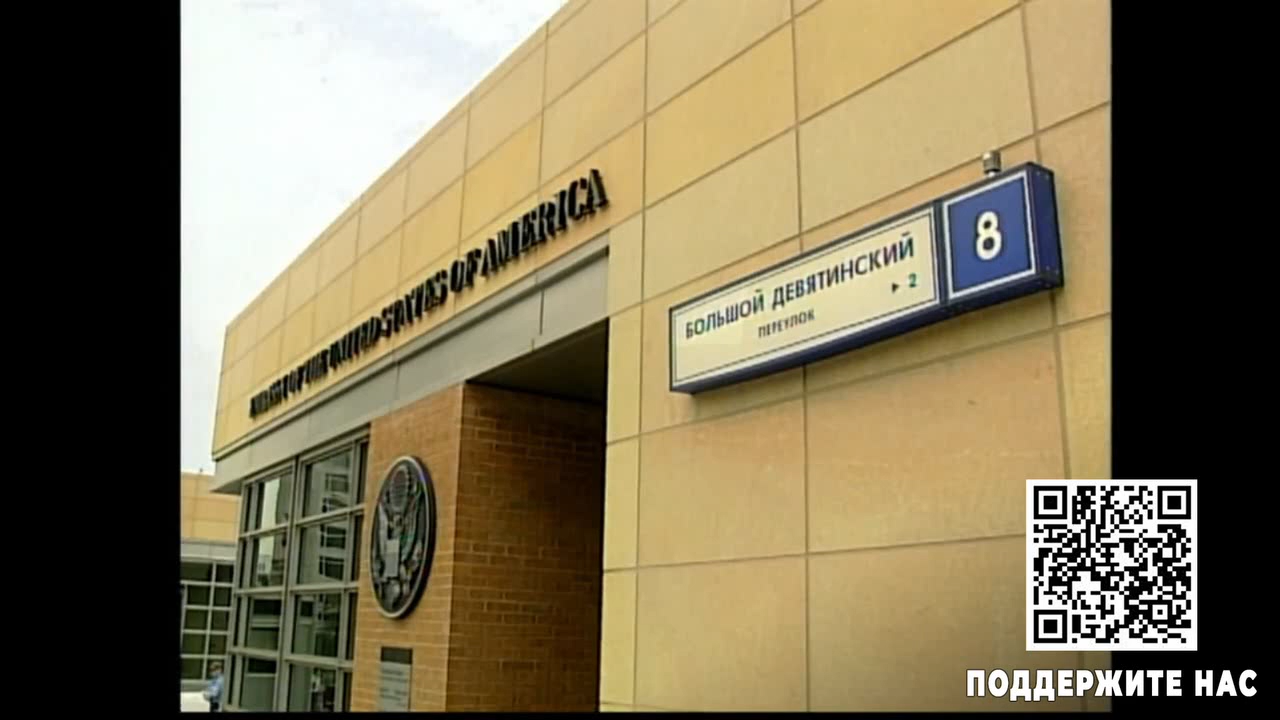 EMBASSY OF THE UNITED STATES OF AMERICA
БОЛЬШОЙ ДЕВЯТИНСКИЙ
ПЕРЕУЛОК
▸ 2
8
ПОДДЕРЖИТЕ НАС